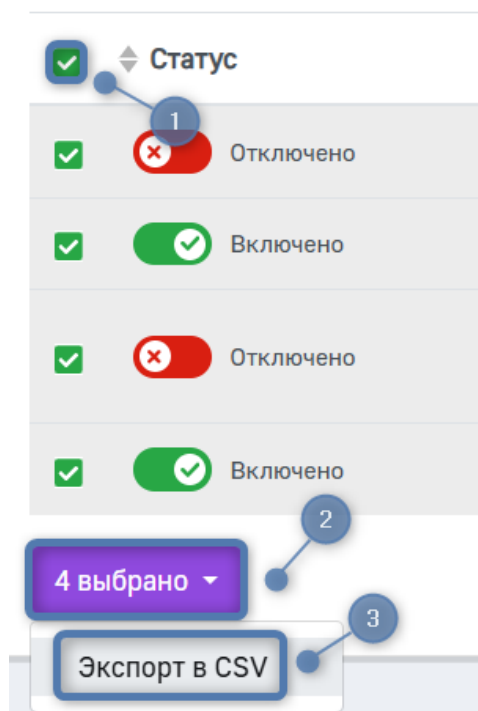 Статус
1
Отключено
Включено
Отключено
Включено
2
4 выбрано
3
Экспорт в CSV